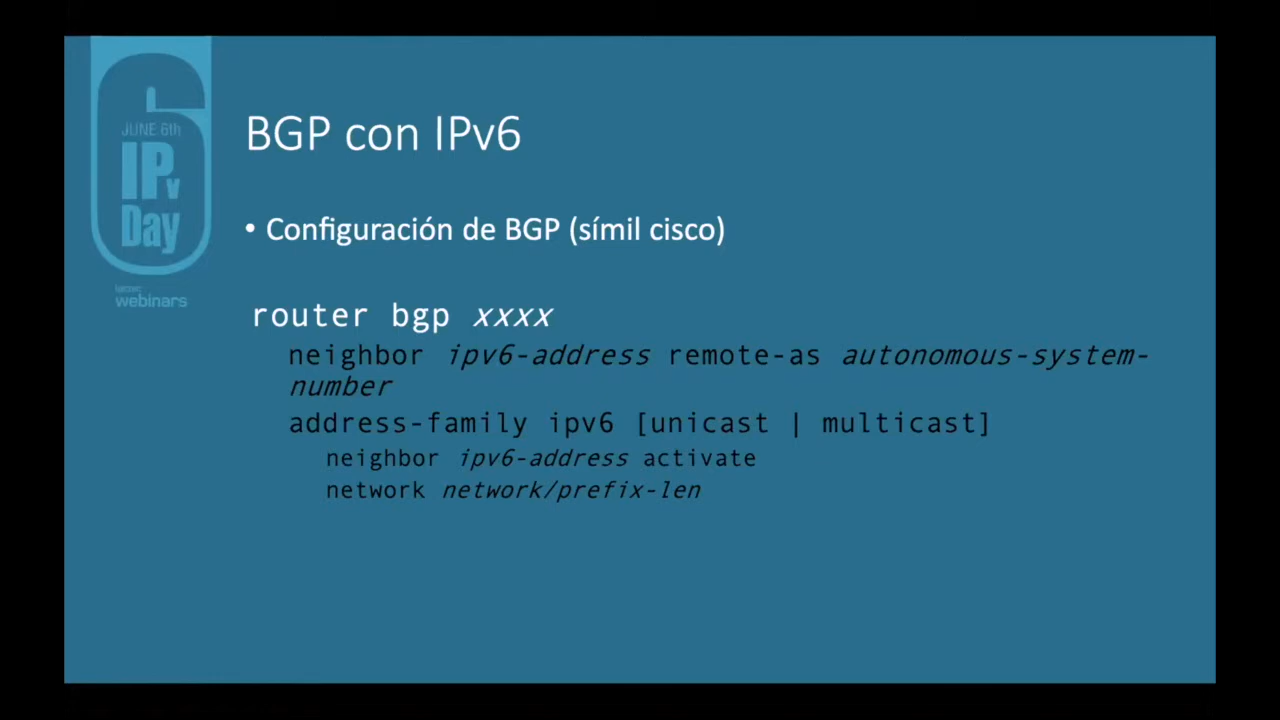 JUNE 6th
IPv
Day
lacnic
webinars
BGP con IPv6
• Configuración de BGP (símil cisco)
router bgp xxxx
neighbor ipv6-address remote-as autonomous-system-
number
address-family ipv6 [unicast | multicast]
neighbor ipv6-address activate
network network/prefix-len